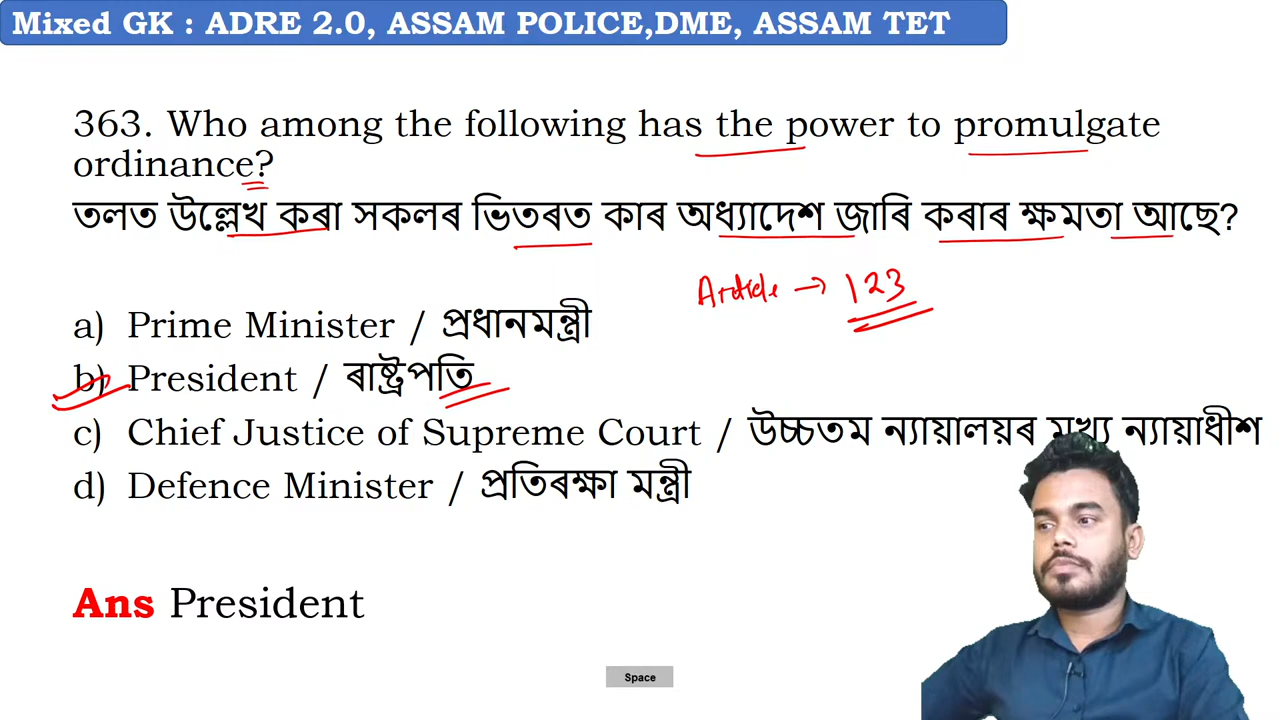 Mixed GK : ADRE 2.0, ASSAM POLICE,DME, ASSAM TET
363. Who among the following has the power to promulgate
ordinance?
তলত উল্লেখ কৰা সকলৰ ভিতৰত কাৰ অধ্যাদেশ জাৰি কৰাৰ ক্ষমতা আছে?
Article → 123
a) Prime Minister / প্ৰধানমন্ত্ৰী
b) President / ৰাষ্ট্ৰপতি
c) Chief Justice of Supreme Court / উচ্চতম ন্যায়ালয়ৰ মুখ্য ন্যায়াধীশ
d) Defence Minister / প্ৰতিৰক্ষা মন্ত্ৰী
Ans President
Space